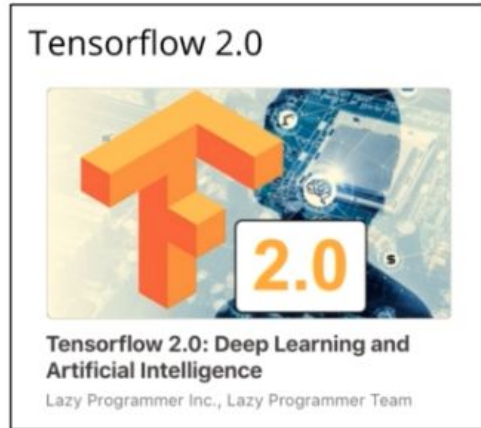 Tensorflow 2.0
2.0
Tensorflow 2.0: Deep Learning and
Artificial Intelligence
Lazy Programmer Inc., Lazy Programmer Team